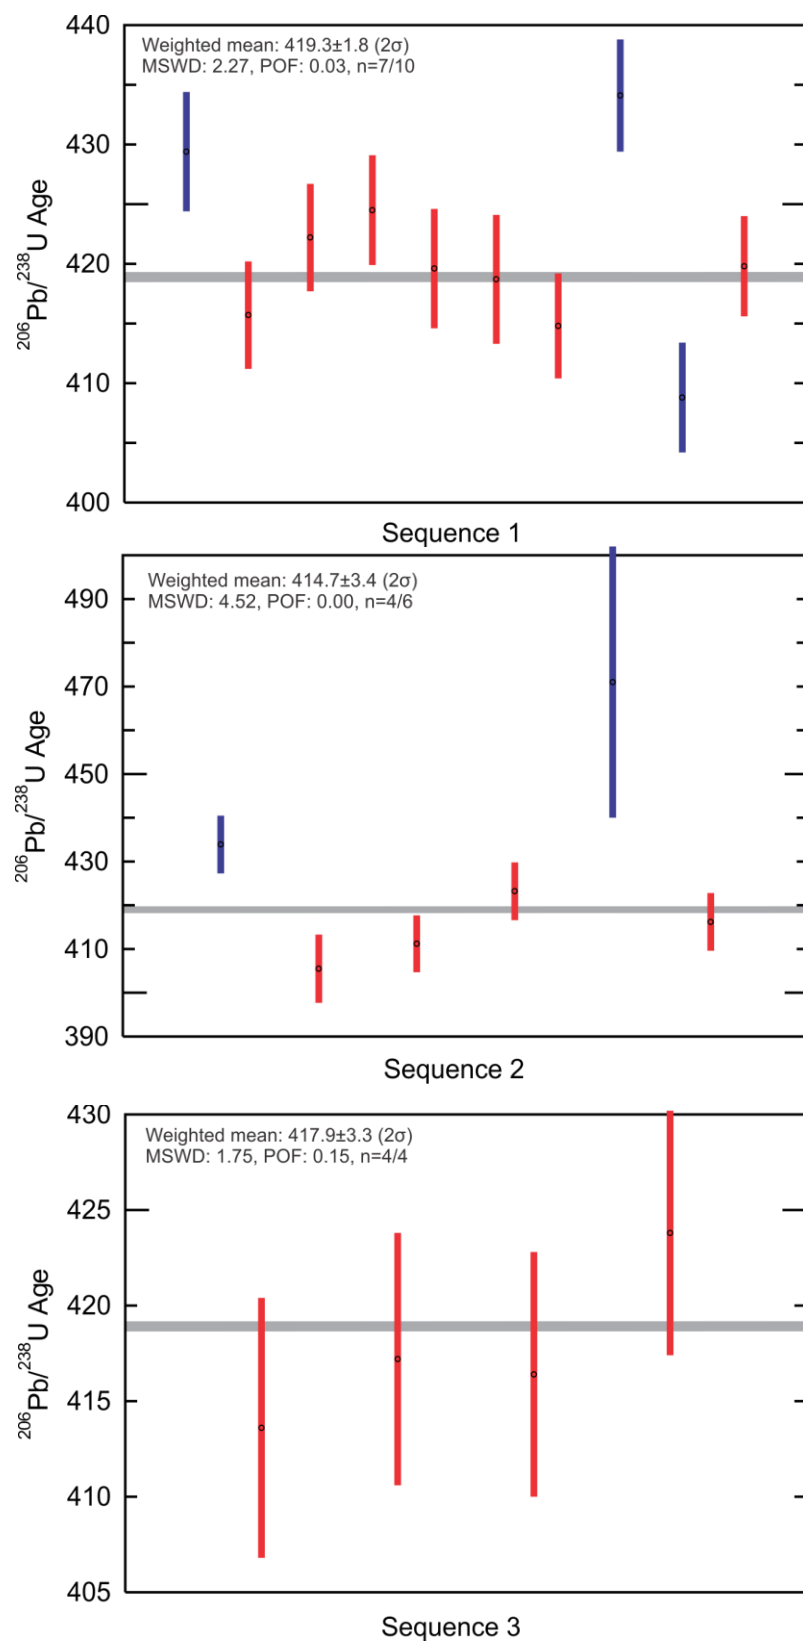 440
Weighted mean: 419.3±1.8 (2σ)
MSWD: 2.27, POF: 0.03, n=7/10
430
420
410
400
²⁰⁶Pb/²³⁸U Age
Sequence 1
Weighted mean: 414.7±3.4 (2σ)
MSWD: 4.52, POF: 0.00, n=4/6
490
470
450
430
410
390
²⁰⁶Pb/²³⁸U Age
Sequence 2
430
Weighted mean: 417.9±3.3 (2σ)
MSWD: 1.75, POF: 0.15, n=4/4
425
420
415
410
405
²⁰⁶Pb/²³⁸U Age
Sequence 3